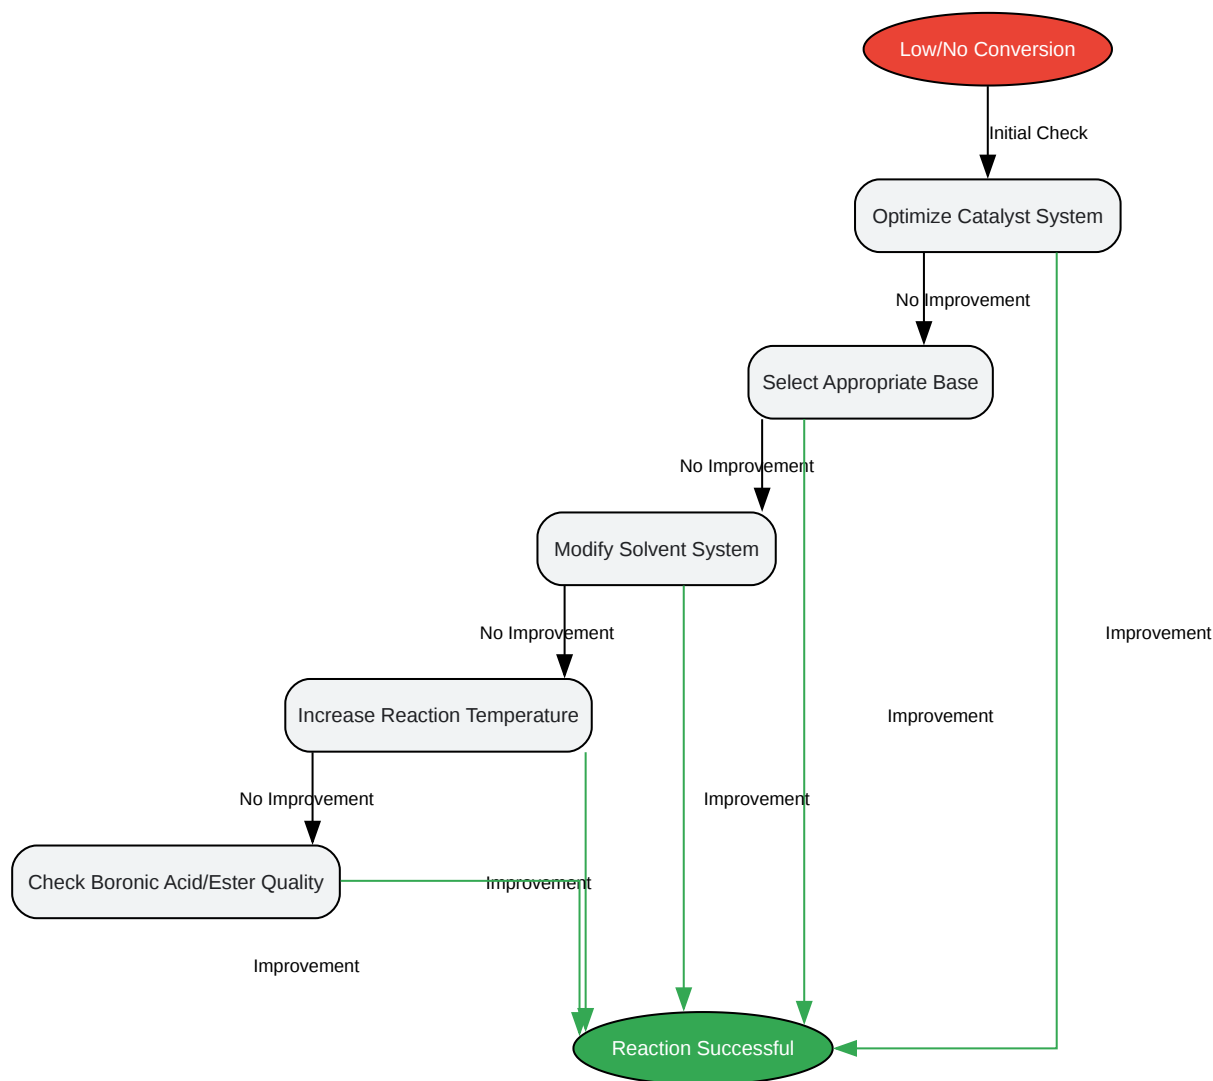 Low/No Conversion
Initial Check
Optimize Catalyst System
No Improvement
Select Appropriate Base
No Improvement
Modify Solvent System
No Improvement
Improvement
Increase Reaction Temperature
Improvement
No Improvement
Improvement
Check Boronic Acid/Ester Quality
Improvement
Improvement
Reaction Successful